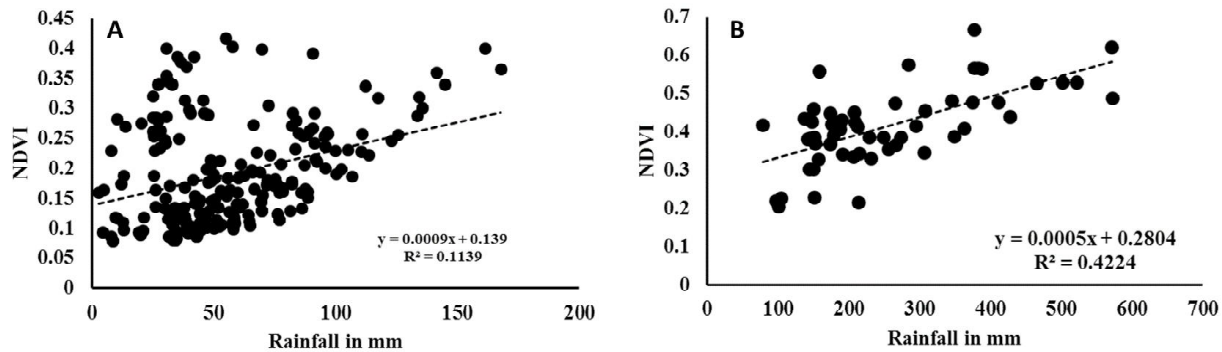 A
0.45
0.4
0.35
0.3
0.25
0.2
0.15
0.1
0.05
0
NDVI
y = 0.0009x + 0.139
R² = 0.1139
0 50 100 150 200
Rainfall in mm
B
0.8
0.7
0.6
0.5
0.4
0.3
0.2
0.1
0
NDVI
y = 0.0005x + 0.2804
R² = 0.4224
0 100 200 300 400 500 600 700
Rainfall in mm